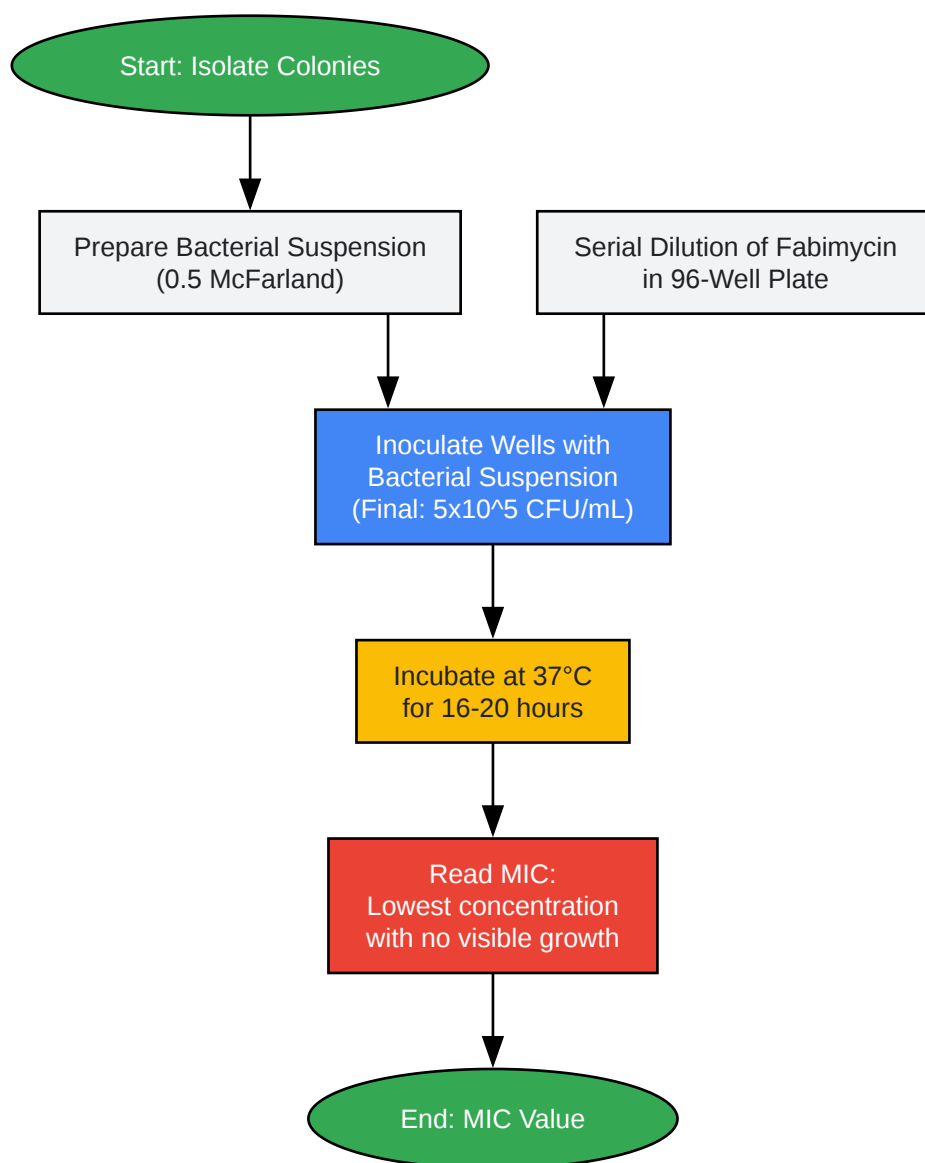 Start: Isolate Colonies
Prepare Bacterial Suspension
(0.5 McFarland)
Serial Dilution of Fabimycin
in 96-Well Plate
Inoculate Wells with
Bacterial Suspension
(Final: 5x10^5 CFU/mL)
Incubate at 37°C
for 16-20 hours
Read MIC:
Lowest concentration
with no visible growth
End: MIC Value